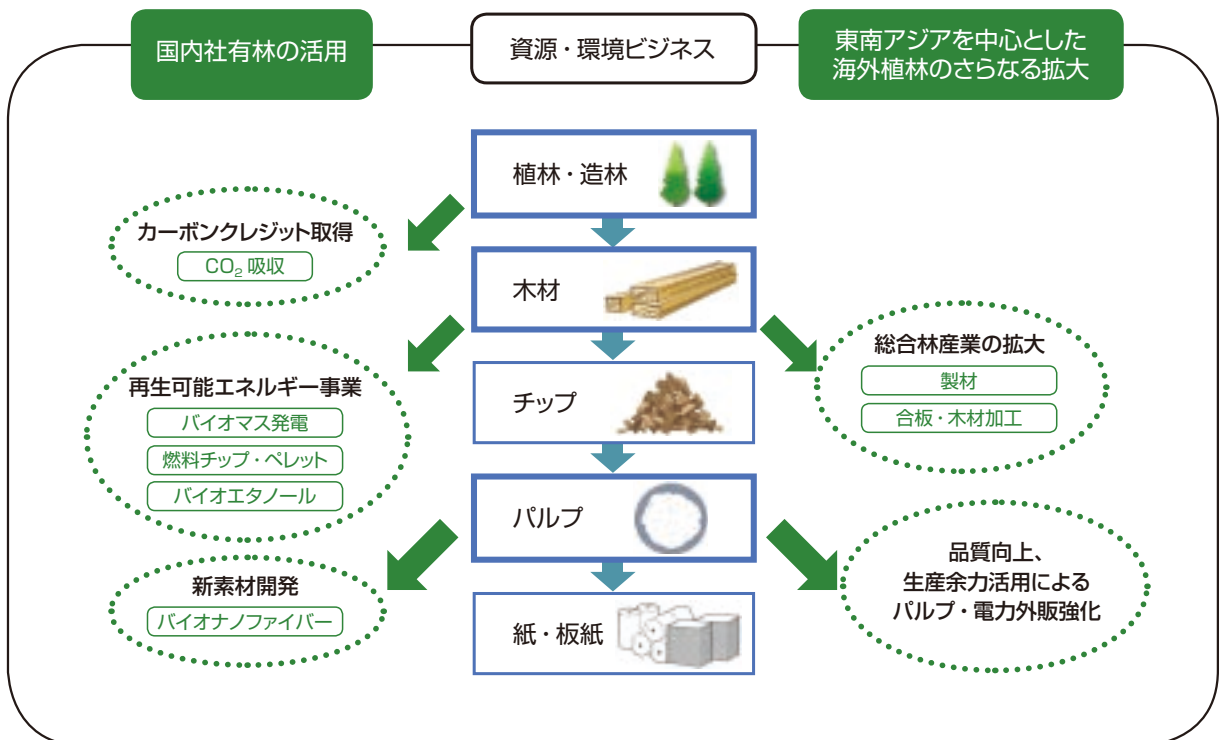 国内社有林の活用
資源・環境ビジネス
東南アジアを中心とした
海外植林のさらなる拡大
植林・造林
カーボンクレジット取得
CO₂ 吸収
木材
総合林産業の拡大
製材
合板・木材加工
再生可能エネルギー事業
バイオマス発電
燃料チップ・ペレット
バイオエタノール
チップ
パルプ
品質向上、
生産余力活用による
パルプ・電力外販強化
新素材開発
バイオナノファイバー
紙・板紙